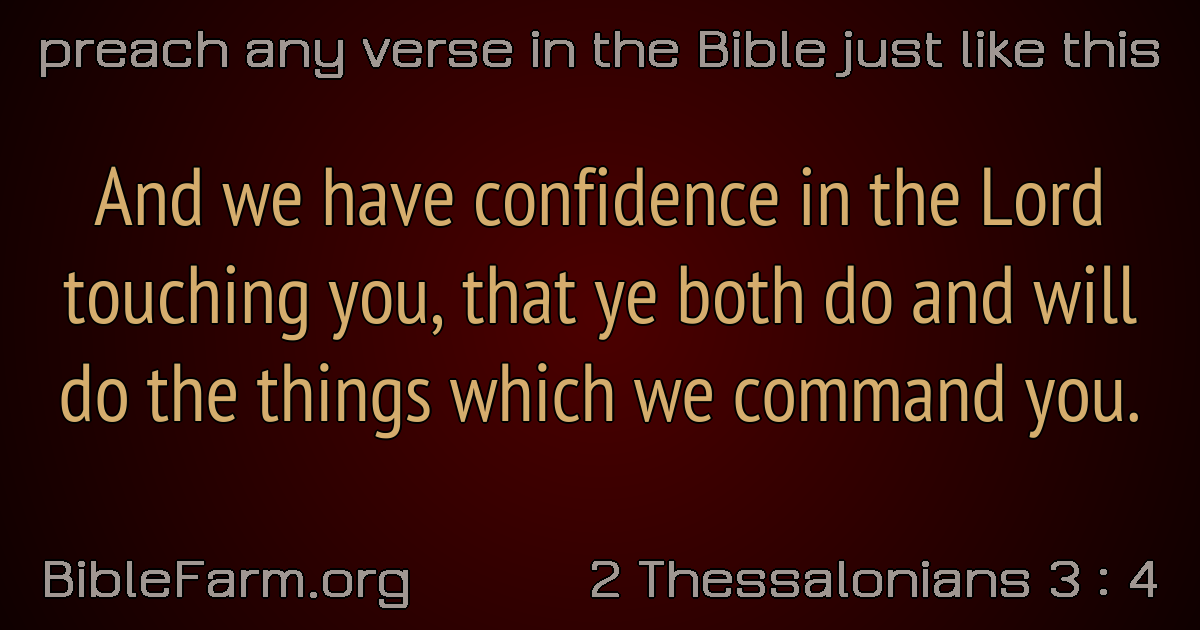 preach any verse in the Bible just like this
And we have confidence in the Lord
touching you, that ye both do and will
do the things which we command you.
BibleFarm.org
2 Thessalonians 3 : 4